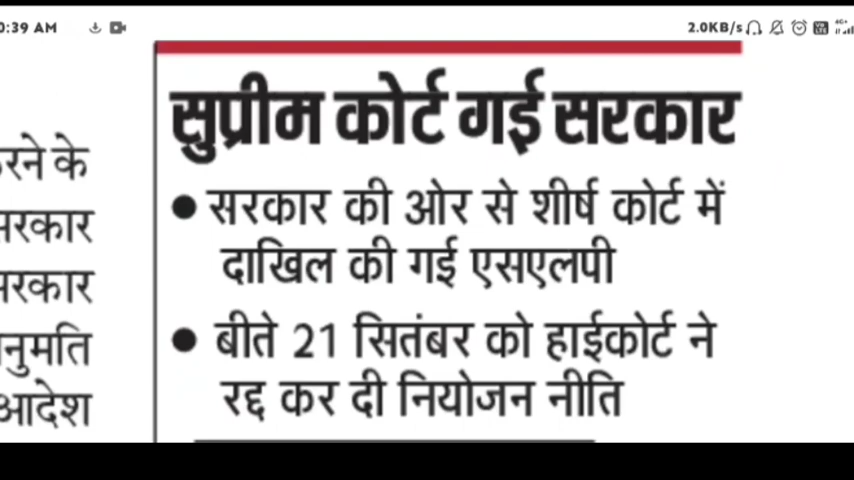 0:39 AM
2.0KB/s
सुप्रीम कोर्ट गई सरकार
• सरकार की ओर से शीर्ष कोर्ट में
दाखिल की गई एसएलपी
• बीते 21 सितंबर को हाईकोर्ट ने
रद्द कर दी नियोजन नीति
रने के
सरकार
सरकार
नुमति
आदेश